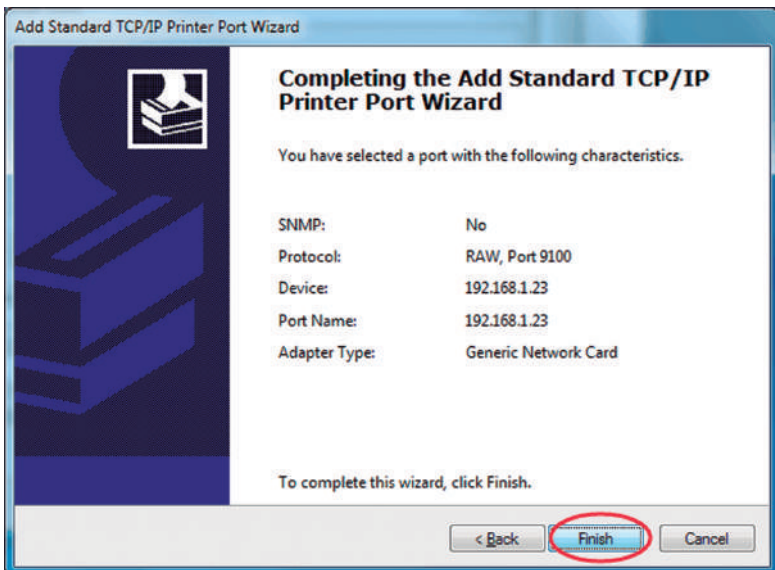 Add Standard TCP/IP Printer Port Wizard
Completing the Add Standard TCP/IP
Printer Port Wizard
You have selected a port with the following characteristics.
SNMP: No
Protocol: RAW, Port 9100
Device: 192.168.1.23
Port Name: 192.168.1.23
Adapter Type: Generic Network Card
To complete this wizard, click Finish.
< Back Finish Cancel